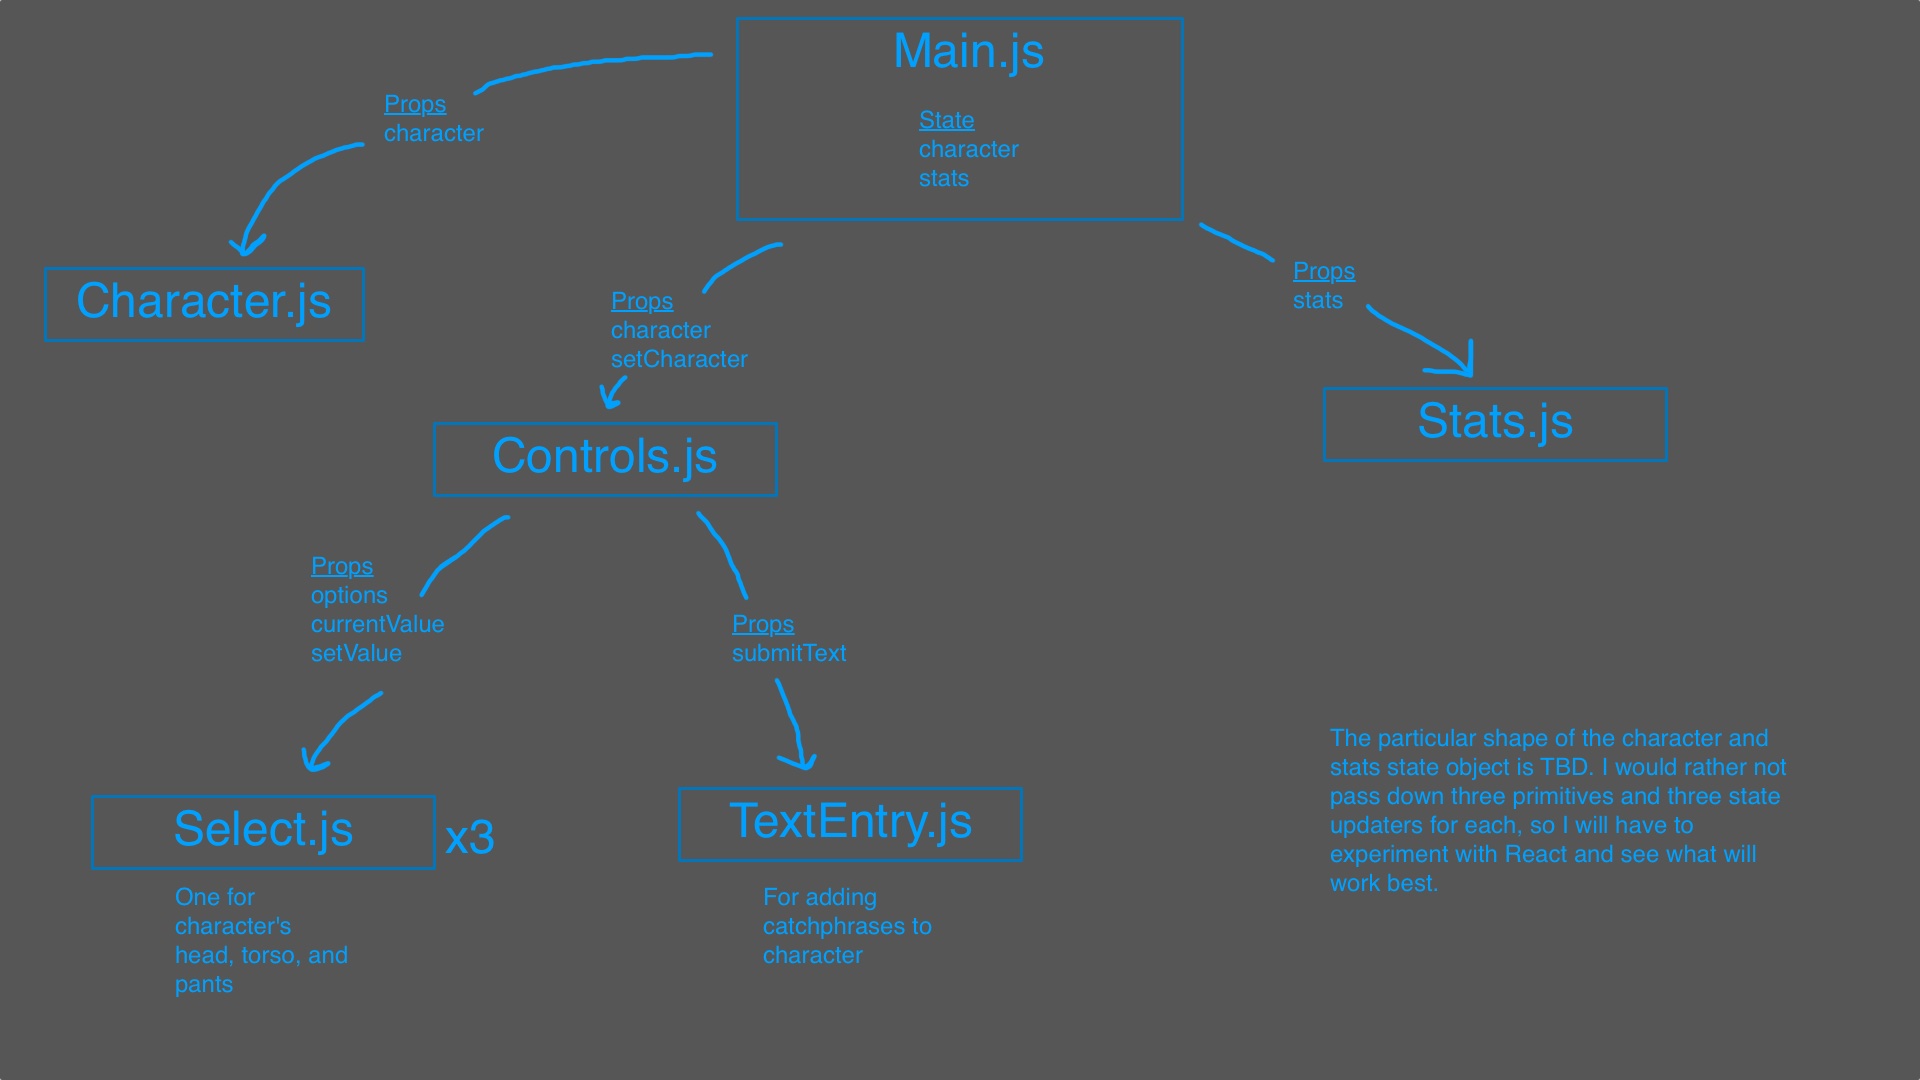 Main.js
State
character
stats
Props
character
Character.js
Props
character
setCharacter
Props
stats
Controls.js
Stats.js
Props
options
currentValue
setValue
Props
submitText
Select.js
x3
One for
character's
head, torso, and
pants
TextEntry.js
For adding
catchphrases to
character
The particular shape of the character and
stats state object is TBD. I would rather not
pass down three primitives and three state
updaters for each, so I will have to
experiment with React and see what will
work best.